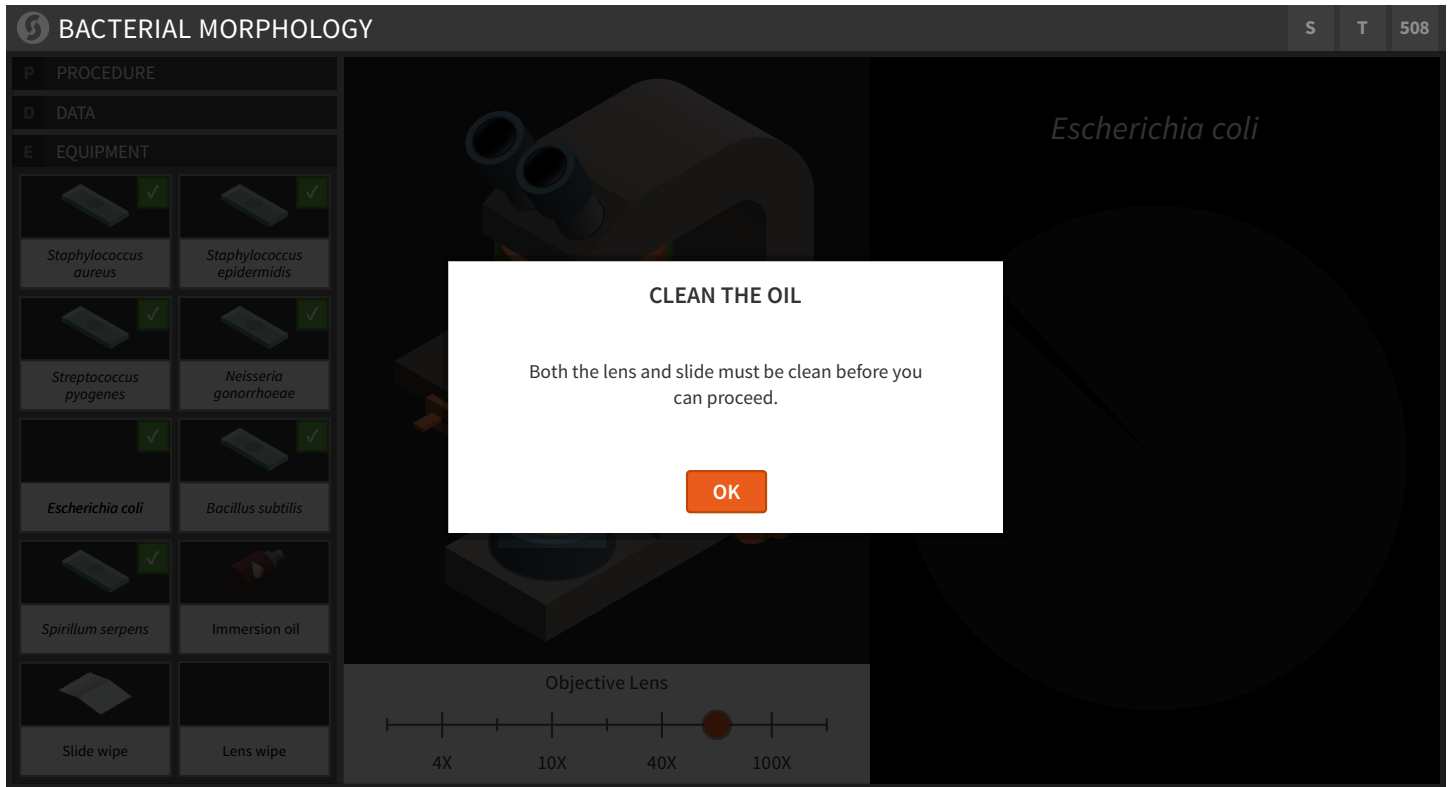 BACTERIAL MORPHOLOGY
S T 508
P PROCEDURE
D DATA
E EQUIPMENT
Staphylococcus
aureus
Staphylococcus
epidermidis
Streptococcus
pyogenes
Neisseria
gonorrhoeae
Escherichia coli
Bacillus subtilis
Spirillum serpens
Immersion oil
Slide wipe
Lens wipe
Escherichia coli
CLEAN THE OIL
Both the lens and slide must be clean before you
can proceed.
OK
Objective Lens
4X 10X 40X 100X